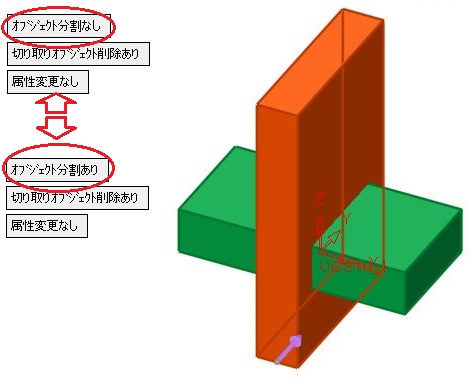 オブジェクト分割なし
切り取りオブジェクト削除あり
属性変更なし
オブジェクト分割あり
切り取りオブジェクト削除あり
属性変更なし
Z
Y
X